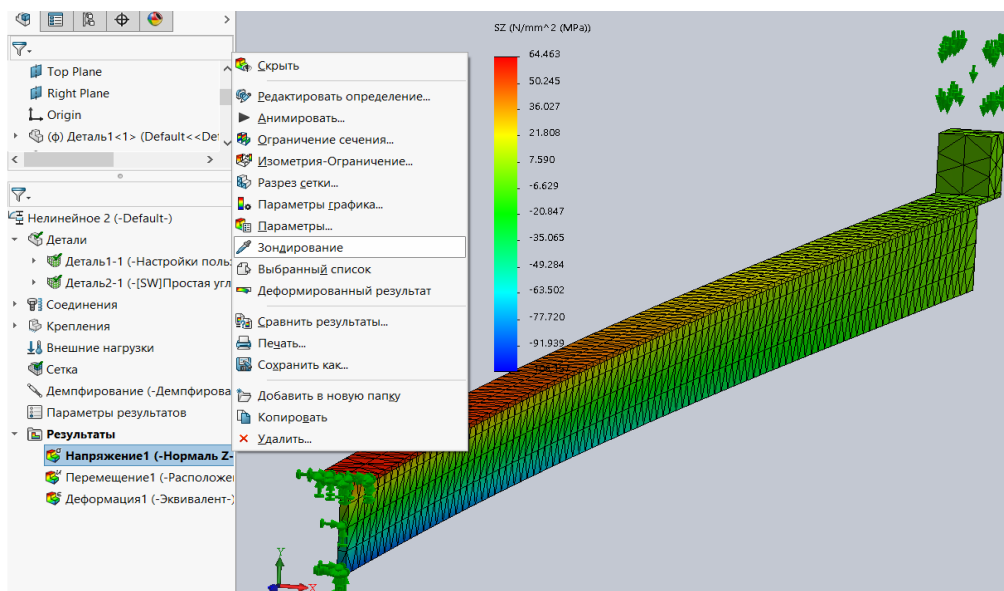 Top Plane
Right Plane
Origin
(ф) Деталь1<1> (Default<<De
Нелинейное 2 (-Default-)
Детали
Деталь1-1 (-Настройки поль
Деталь2-1 (-[SW]Простая угл
Соединения
Крепления
Внешние нагрузки
Сетка
Демпфирование (-Демпфирова
Параметры результатов
Результаты
Напряжение1 (-Нормаль Z-
Перемещение1 (-Расположе
Деформация1 (-Эквивалент-)
Скрыть
Редактировать определение...
Анимировать...
Ограничение сечения...
Изометрия-Ограничение...
Разрез сетки...
Параметры графика...
Параметры...
Зондирование
Выбранный список
Деформированный результат
Сравнить результаты...
Печать...
Сохранить как...
Добавить в новую папку
Копировать
Удалить...
SZ (N/mm^2 (MPa))
64.463
50.245
36.027
21.808
7.590
-6.629
-20.847
-35.065
-49.284
-63.502
-77.720
-91.939
Y
X